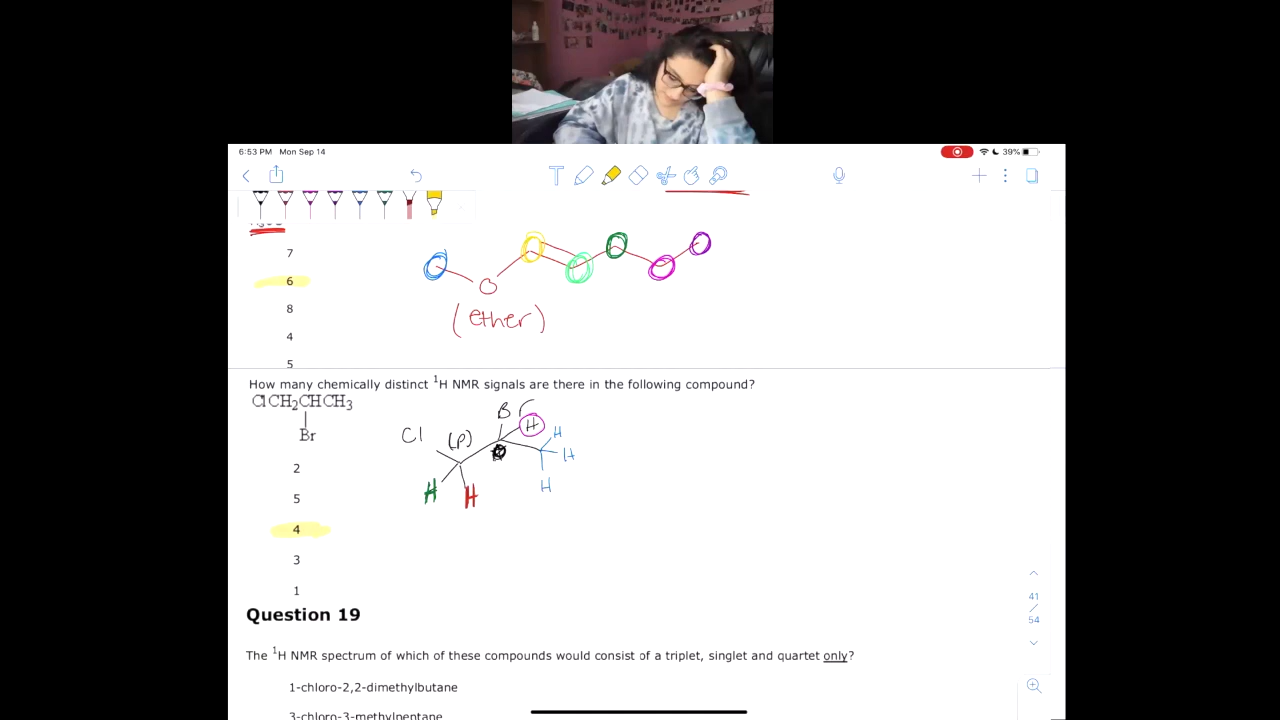 6:53 PM Mon Sep 14
39%
T
7
6
8
4
5
O
(ether)
How many chemically distinct ¹H NMR signals are there in the following compound?
ClCH₂CHCH₃
Br
Br
Cl (P) H
H
H
H
H H
2
5
4
3
1
41
/
54
Question 19
The ¹H NMR spectrum of which of these compounds would consist of a triplet, singlet and quartet only?
1-chloro-2,2-dimethylbutane
3-chloro-3-methylpentane